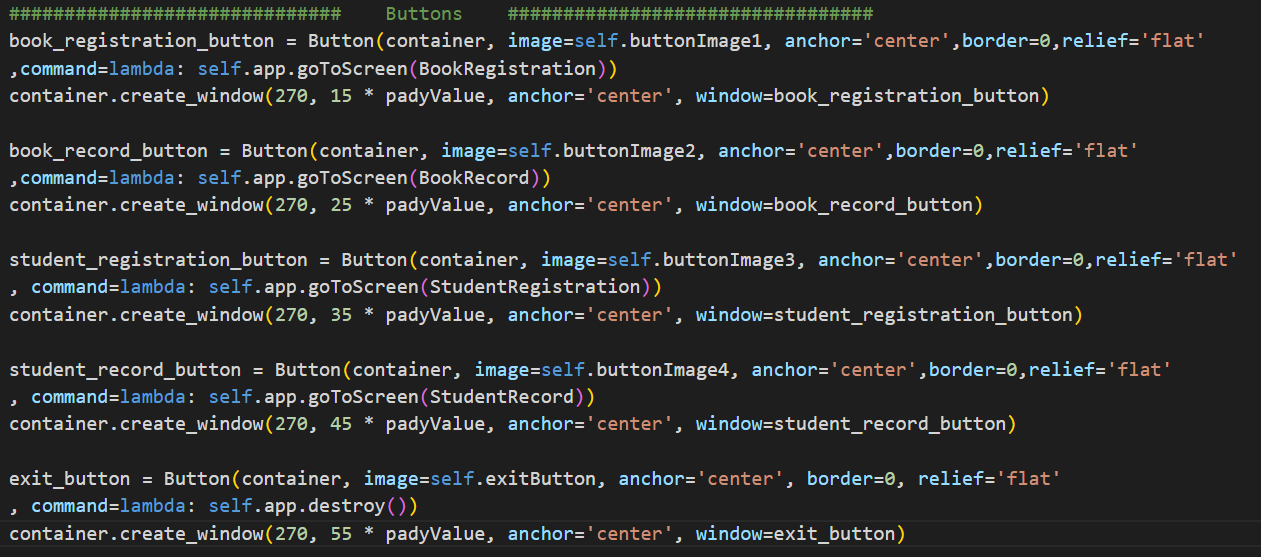 ############################## Buttons #################################
book_registration_button = Button(container, image=self.buttonImage1, anchor='center',border=0,relief='flat'
,command=lambda: self.app.goToScreen(BookRegistration))
container.create_window(270, 15 * padyValue, anchor='center', window=book_registration_button)
book_record_button = Button(container, image=self.buttonImage2, anchor='center',border=0,relief='flat'
,command=lambda: self.app.goToScreen(BookRecord))
container.create_window(270, 25 * padyValue, anchor='center', window=book_record_button)
student_registration_button = Button(container, image=self.buttonImage3, anchor='center',border=0,relief='flat'
, command=lambda: self.app.goToScreen(StudentRegistration))
container.create_window(270, 35 * padyValue, anchor='center', window=student_registration_button)
student_record_button = Button(container, image=self.buttonImage4, anchor='center',border=0,relief='flat'
, command=lambda: self.app.goToScreen(StudentRecord))
container.create_window(270, 45 * padyValue, anchor='center', window=student_record_button)
exit_button = Button(container, image=self.exitButton, anchor='center', border=0, relief='flat'
, command=lambda: self.app.destroy())
container.create_window(270, 55 * padyValue, anchor='center', window=exit_button)